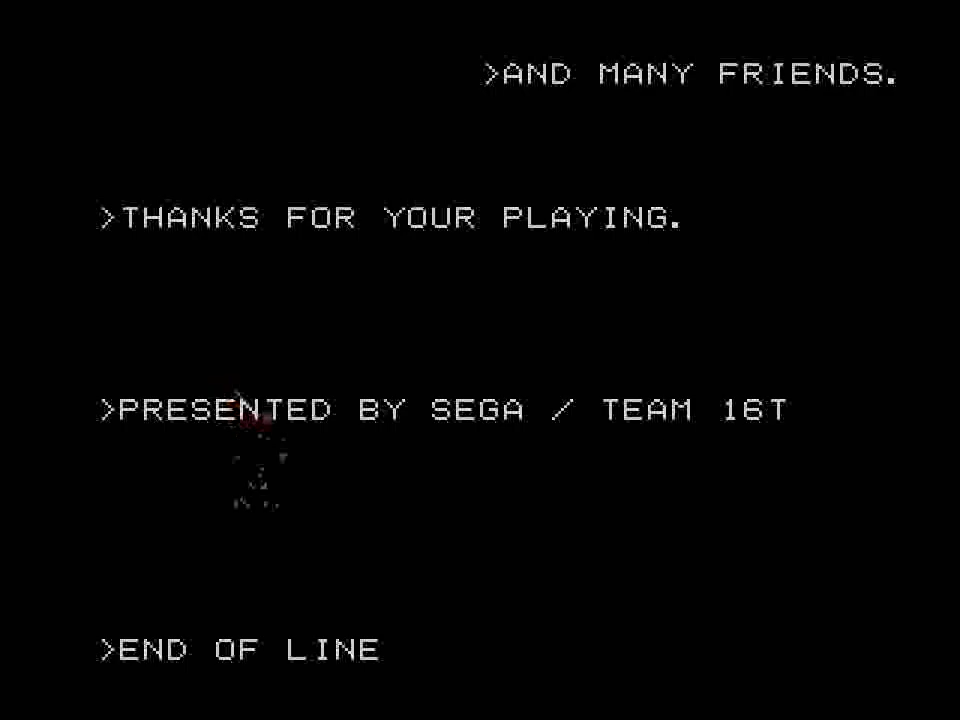 >AND MANY FRIENDS.
>THANKS FOR YOUR PLAYING.
>PRESENTED BY SEGA / TEAM 16T
>END OF LINE